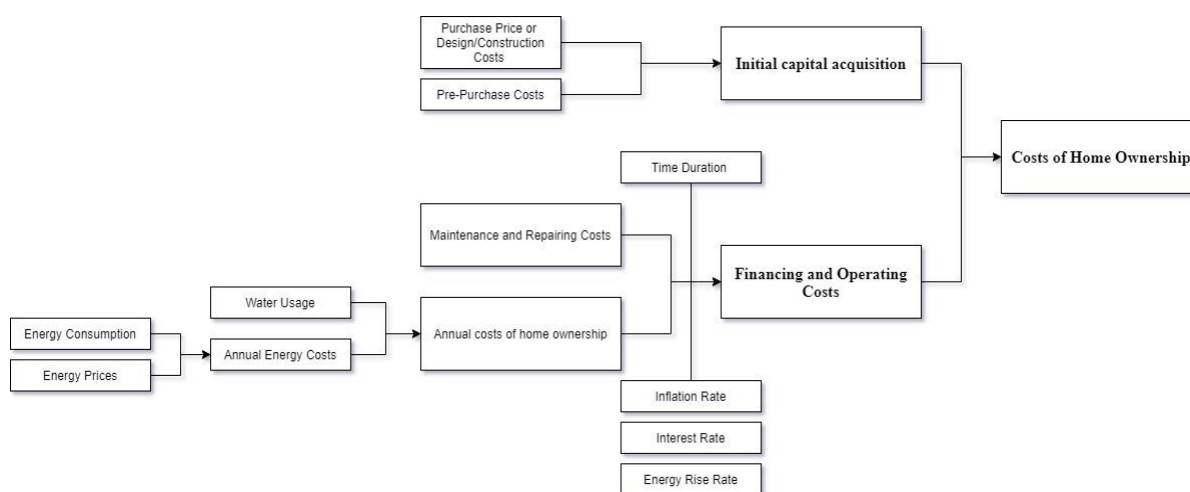 Purchase Price or
Design/Construction
Costs
Pre-Purchase Costs
Initial capital acquisition
Costs of Home Ownership
Time Duration
Maintenance and Repairing Costs
Financing and Operating
Costs
Water Usage
Energy Consumption
Annual Energy Costs
Annual costs of home ownership
Energy Prices
Inflation Rate
Interest Rate
Energy Rise Rate